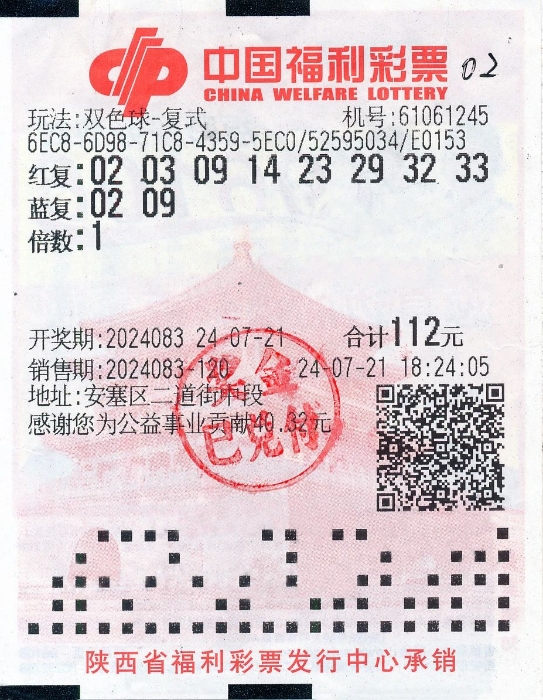 中国福利彩票
CHINA WELFARE LOTTERY
02
玩法:双色球-复式 机号:61061245
6EC8-6D98-71C8-4359-5EC0/52595034/E0153
红复:02 03 09 14 23 29 32 33
蓝复:02 09
倍数:1
开奖期:2024083 24-07-21 合计112元
销售期:2024083-120 24-07-21 18:24:05
地址:安塞区二道街中段
感谢您为公益事业贡献40.32元
奖金
已兑付
陕西省福利彩票发行中心承销